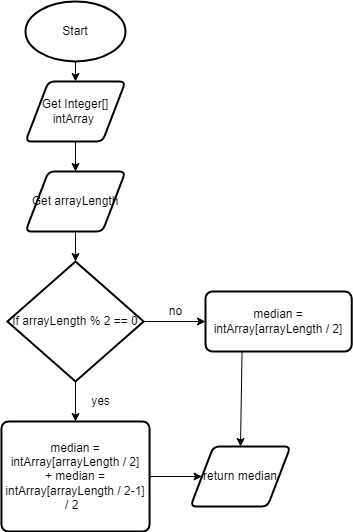 Start
Get Integer[]
intArray
Get arrayLength
If arrayLength % 2 == 0
no
median =
intArray[arrayLength / 2]
yes
median =
intArray[arrayLength / 2]
+ median =
intArray[arrayLength / 2-1]
/ 2
return median